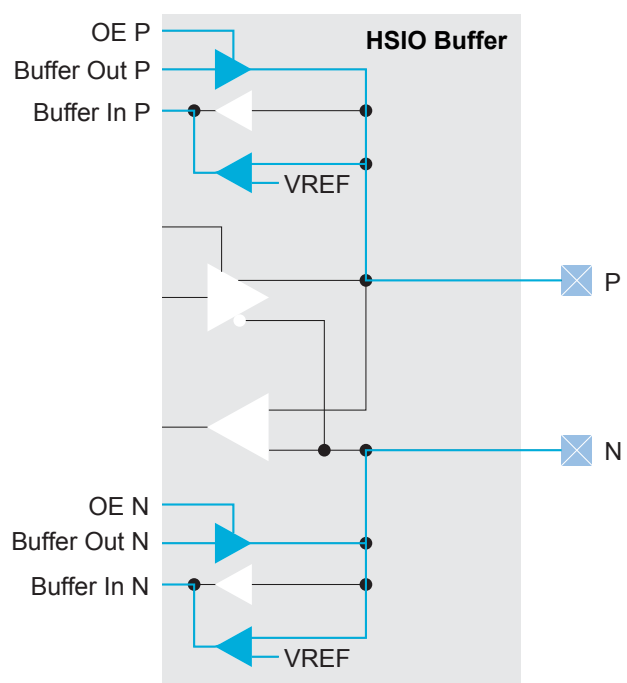 OE P
HSIO Buffer
Buffer Out P
Buffer In P
VREF
P
N
OE N
Buffer Out N
Buffer In N
VREF